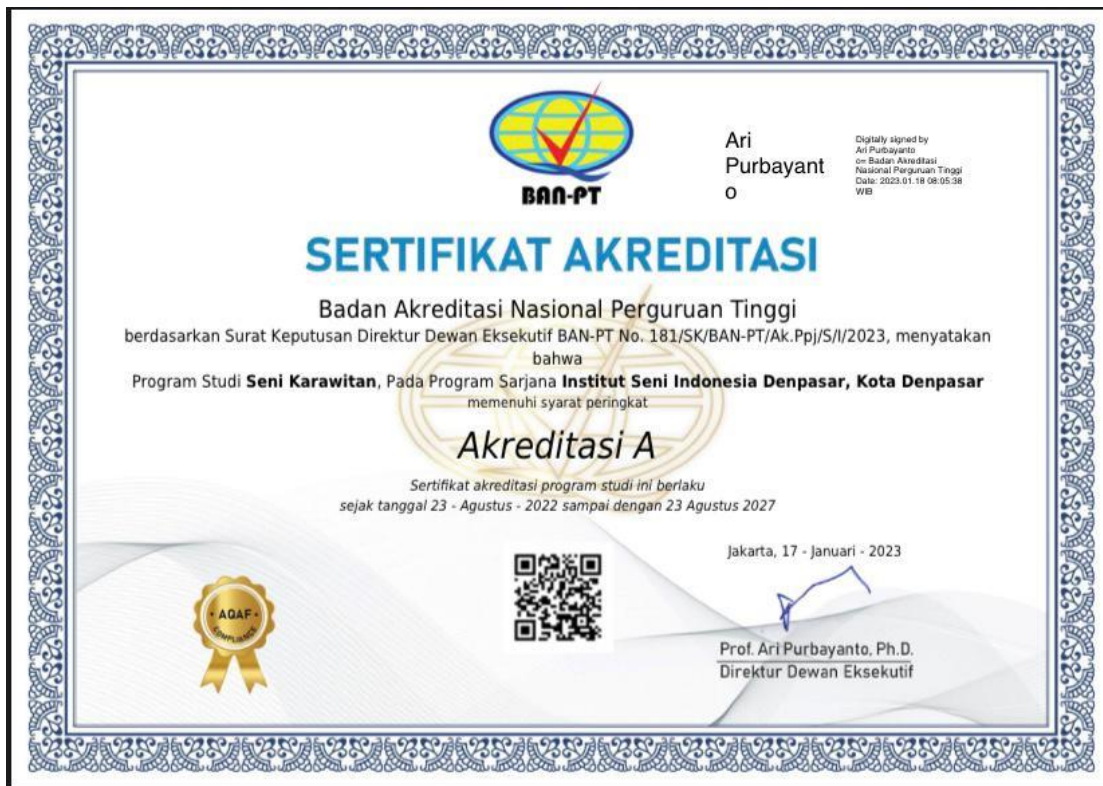 BAN-PT
Ari
Purbayant
o
Digitally signed by
Ari Purbayanto
o= Badan Akreditasi
Nasional Perguruan Tinggi
Date: 2023.01.18 08:05:38
WIB
SERTIFIKAT AKREDITASI
Badan Akreditasi Nasional Perguruan Tinggi
berdasarkan Surat Keputusan Direktur Dewan Eksekutif BAN-PT No. 181/SK/BAN-PT/Ak.Ppj/S/I/2023, menyatakan
bahwa
Program Studi Seni Karawitan, Pada Program Sarjana Institut Seni Indonesia Denpasar, Kota Denpasar
memenuhi syarat peringkat
Akreditasi A
Sertifikat akreditasi program studi ini berlaku
sejak tanggal 23 - Agustus - 2022 sampai dengan 23 Agustus 2027
Jakarta, 17 - Januari - 2023
AQAF
COMPLIANCE
Prof. Ari Purbayanto, Ph.D.
Direktur Dewan Eksekutif